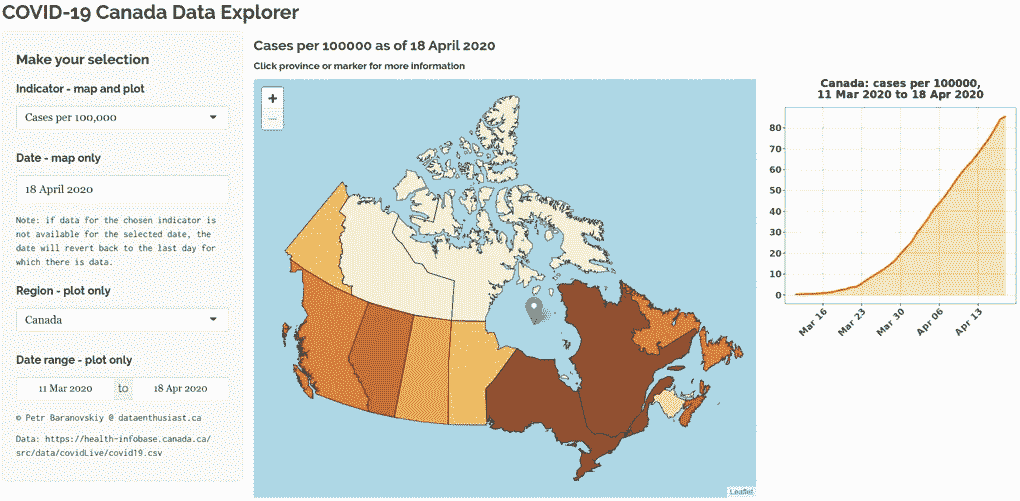 COVID-19 Canada Data Explorer
Make your selection
Indicator - map and plot
Cases per 100,000
Date - map only
18 April 2020
Note: if data for the chosen indicator is
not available for the selected date, the
date will revert back to the last day for
which there is data.
Region - plot only
Canada
Date range - plot only
11 Mar 2020 to 18 Apr 2020
© Petr Baranovskiy @ dataenthusiast.ca
Data: https://health-infobase.canada.ca/
src/data/covidLive/covid19.csv
Cases per 100000 as of 18 April 2020
Click province or marker for more information
+
−
Leaflet
Canada: cases per 100000,
11 Mar 2020 to 18 Apr 2020
80
70
60
50
40
30
20
10
0
Mar 16
Mar 23
Mar 30
Apr 06
Apr 13